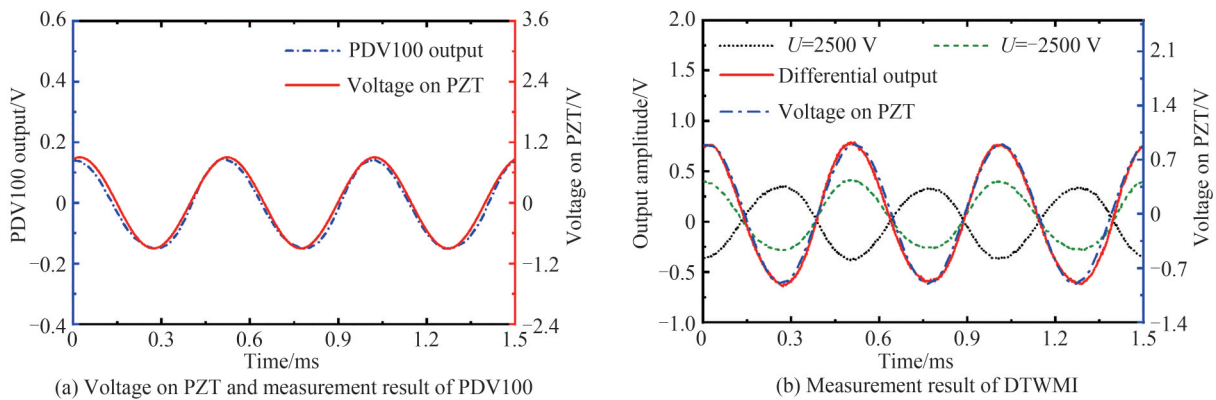 0.6
0.4
0.2
0
−0.2
−0.4
PDV100 output/V
PDV100 output
Voltage on PZT
3.6
2.4
1.2
0
−1.2
−2.4
Voltage on PZT/V
0 0.3 0.6 0.9 1.2 1.5
Time/ms
(a) Voltage on PZT and measurement result of PDV100
2.0
1.5
1.0
0.5
0
−0.5
−1.0
Output amplitude/V
U=2500 V U=−2500 V
Differential output
Voltage on PZT
2.1
1.4
0.7
0
−0.7
−1.4
Voltage on PZT/V
0 0.3 0.6 0.9 1.2 1.5
Time/ms
(b) Measurement result of DTWMI